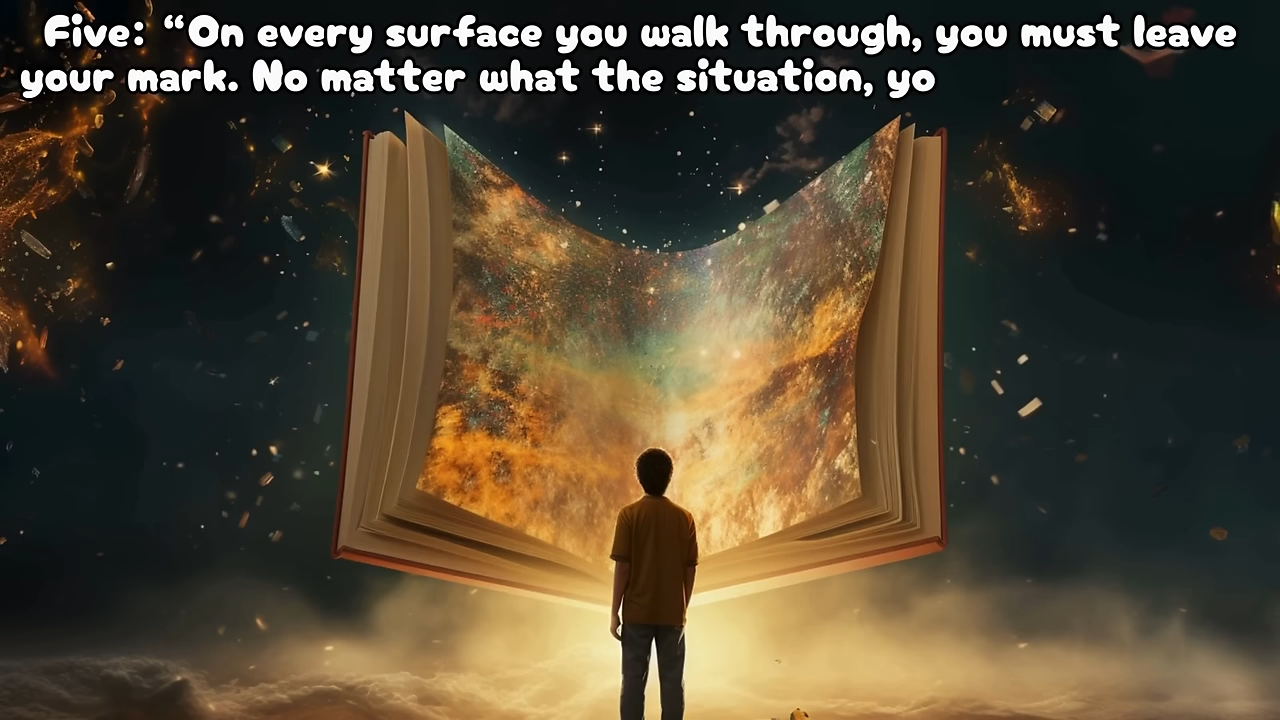 Five: “On every surface you walk through, you must leave
your mark. No matter what the situation, yo